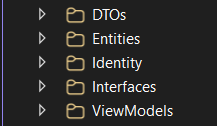 DTOs
Entities
Identity
Interfaces
ViewModels